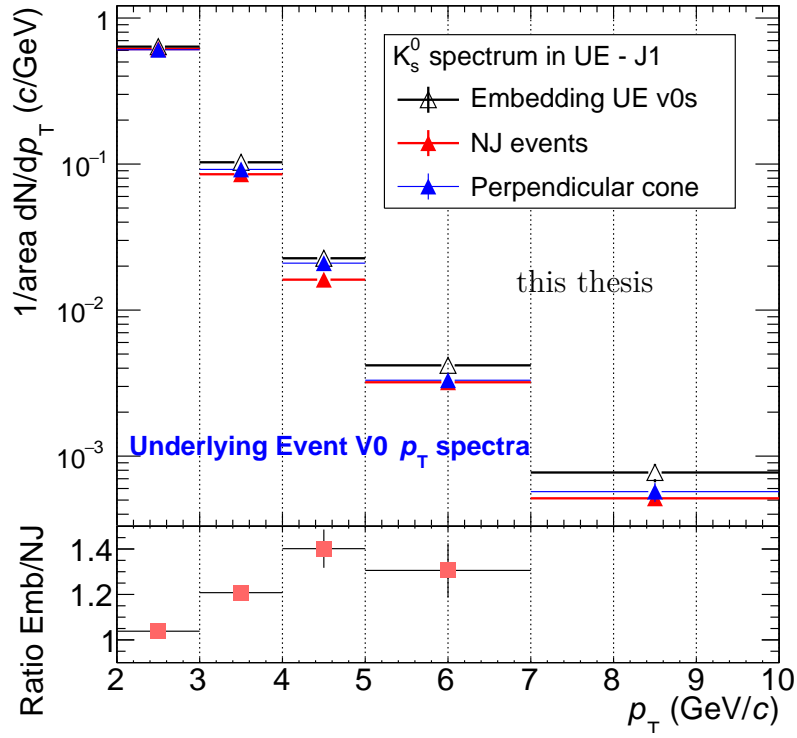 1/area dN/dp_T (c/GeV)
1
10⁻¹
10⁻²
10⁻³
K⁰_s spectrum in UE - J1
Embedding UE v0s
NJ events
Perpendicular cone
this thesis
Underlying Event V0 p_T spectra
Ratio Emb/NJ
1.4
1.2
1
2 3 4 5 6 7 8 9 10
p_T (GeV/c)